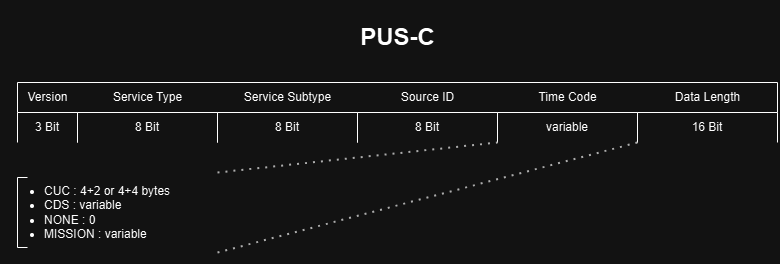 PUS-C
Version Service Type Service Subtype Source ID Time Code Data Length
3 Bit 8 Bit 8 Bit 8 Bit variable 16 Bit
• CUC : 4+2 or 4+4 bytes
• CDS : variable
• NONE : 0
• MISSION : variable